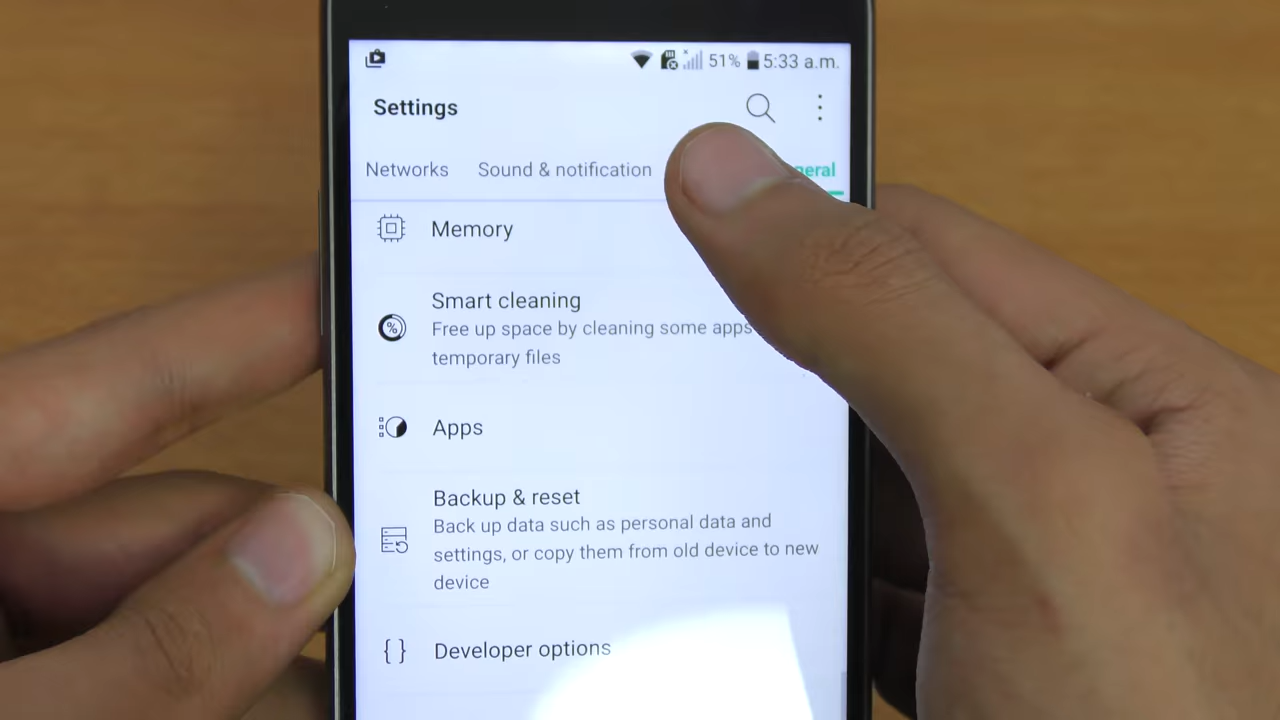 51% 5:33 a.m.
Settings
Networks Sound & notification
Memory
Smart cleaning
Free up space by cleaning some apps
temporary files
Apps
Backup & reset
Back up data such as personal data and
settings, or copy them from old device to new
device
{ } Developer options